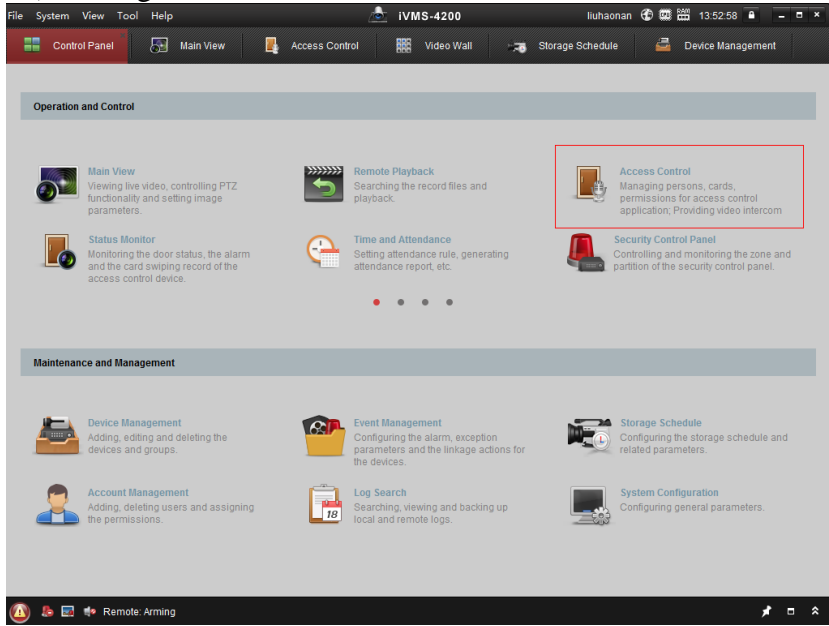 File System View Tool Help iVMS-4200 liuhaonan 13:52:58
Control Panel Main View Access Control Video Wall Storage Schedule Device Management
Operation and Control
Main View
Viewing live video, controlling PTZ
functionality and setting image
parameters.
Remote Playback
Searching the record files and
playback.
Access Control
Managing persons, cards,
permissions for access control
application; Providing video intercom
Status Monitor
Monitoring the door status, the alarm
and the card swiping record of the
access control device.
Time and Attendance
Setting attendance rule, generating
attendance report, etc.
Security Control Panel
Controlling and monitoring the zone and
partition of the security control panel.
Maintenance and Management
Device Management
Adding, editing and deleting the
devices and groups.
Event Management
Configuring the alarm, exception
parameters and the linkage actions for
the devices.
Storage Schedule
Configuring the storage schedule and
related parameters.
Account Management
Adding, deleting users and assigning
the permissions.
18
Log Search
Searching, viewing and backing up
local and remote logs.
System Configuration
Configuring general parameters.
Remote: Arming